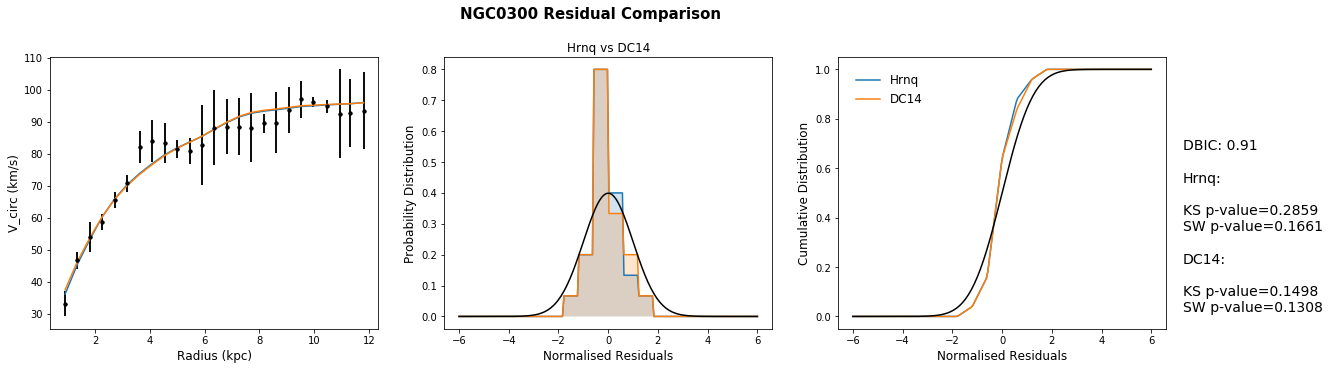 NGC0300 Residual Comparison
V_circ (km/s)
110
100
90
80
70
60
50
40
30
2 4 6 8 10 12
Radius (kpc)
Hrnq vs DC14
Probability Distribution
0.8
0.7
0.6
0.5
0.4
0.3
0.2
0.1
0.0
−6 −4 −2 0 2 4 6
Normalised Residuals
Cumulative Distribution
1.0
0.8
0.6
0.4
0.2
0.0
Hrnq
DC14
−6 −4 −2 0 2 4 6
Normalised Residuals
DBIC: 0.91
Hrnq:
KS p-value=0.2859
SW p-value=0.1661
DC14:
KS p-value=0.1498
SW p-value=0.1308